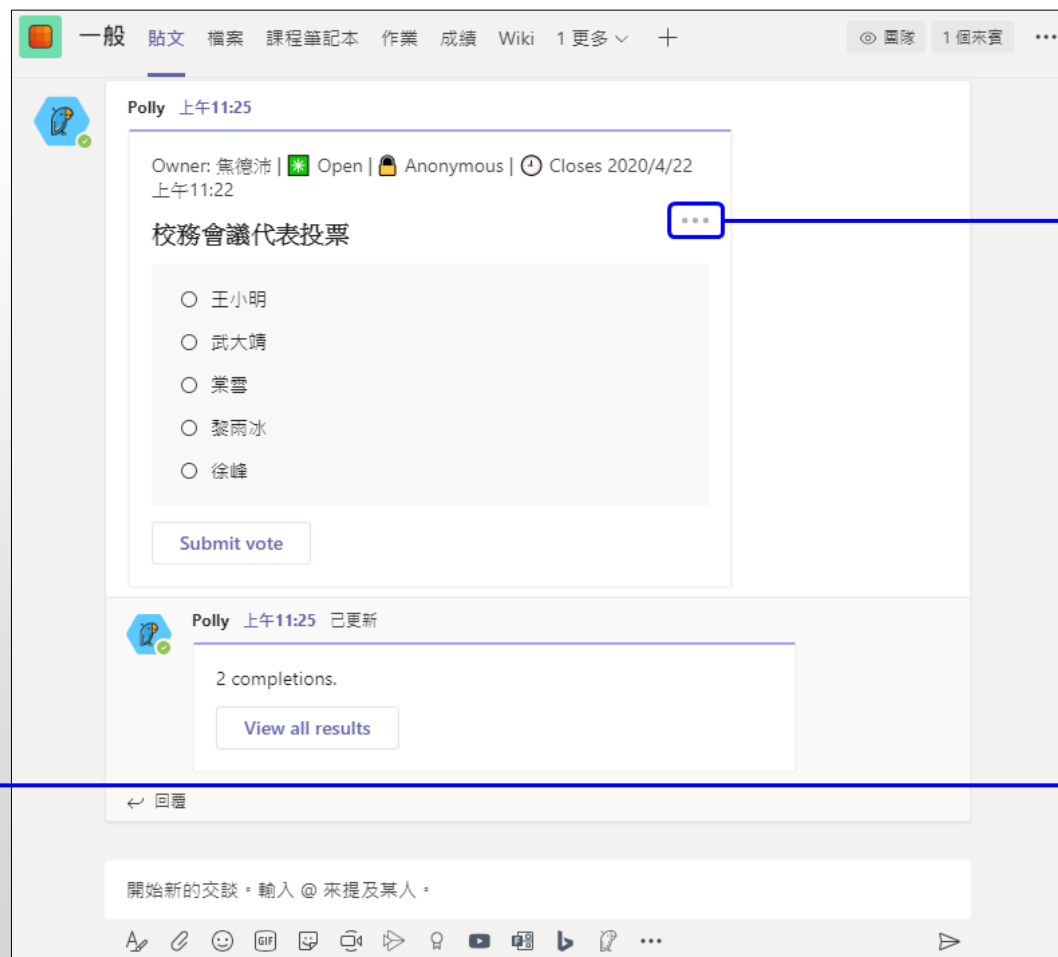 一般 貼文 檔案 課程筆記本 作業 成績 Wiki 1 更多 團隊 1 個來賓
Polly 上午11:25
Owner: 焦德沛 | Open | Anonymous | Closes 2020/4/22
上午11:22
校務會議代表投票
王小明
武大靖
棠雪
黎雨冰
徐峰
Submit vote
Polly 上午11:25 已更新
2 completions.
View all results
回覆
開始新的交談。輸入 @ 來提及某人。
GIF